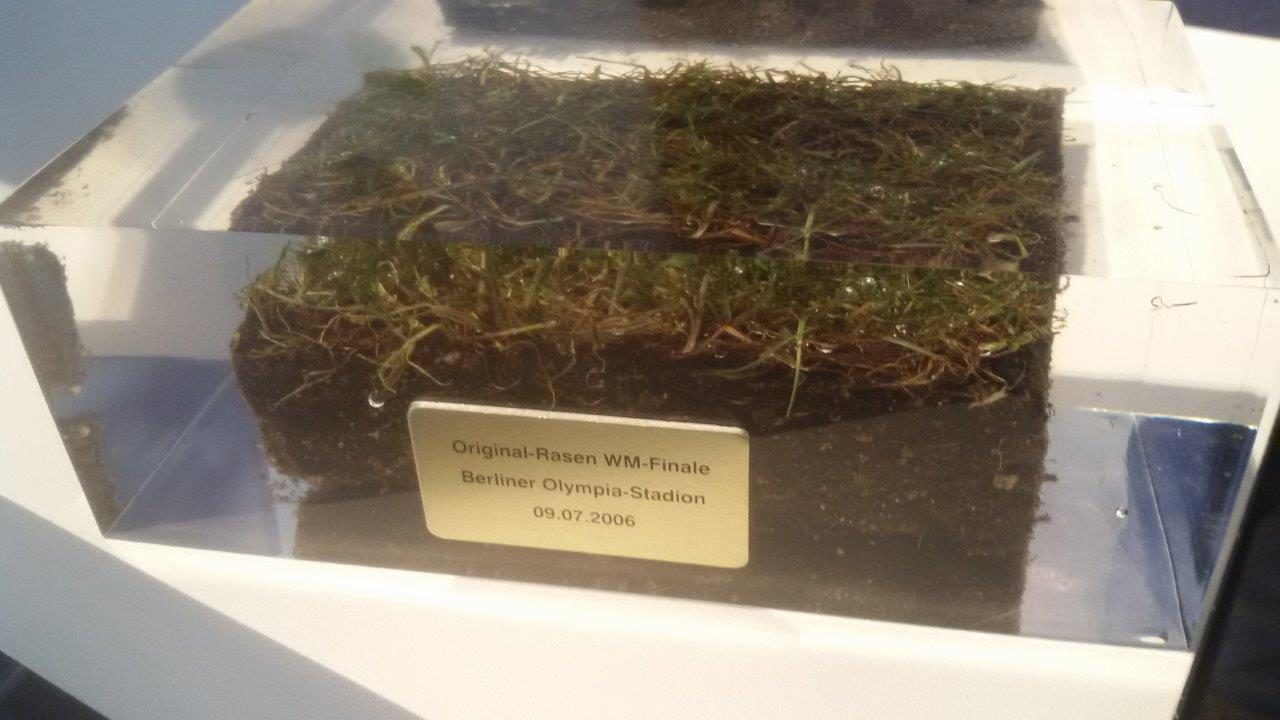 Original-Rasen WM-Finale
Berliner Olympia-Stadion
09.07.2006